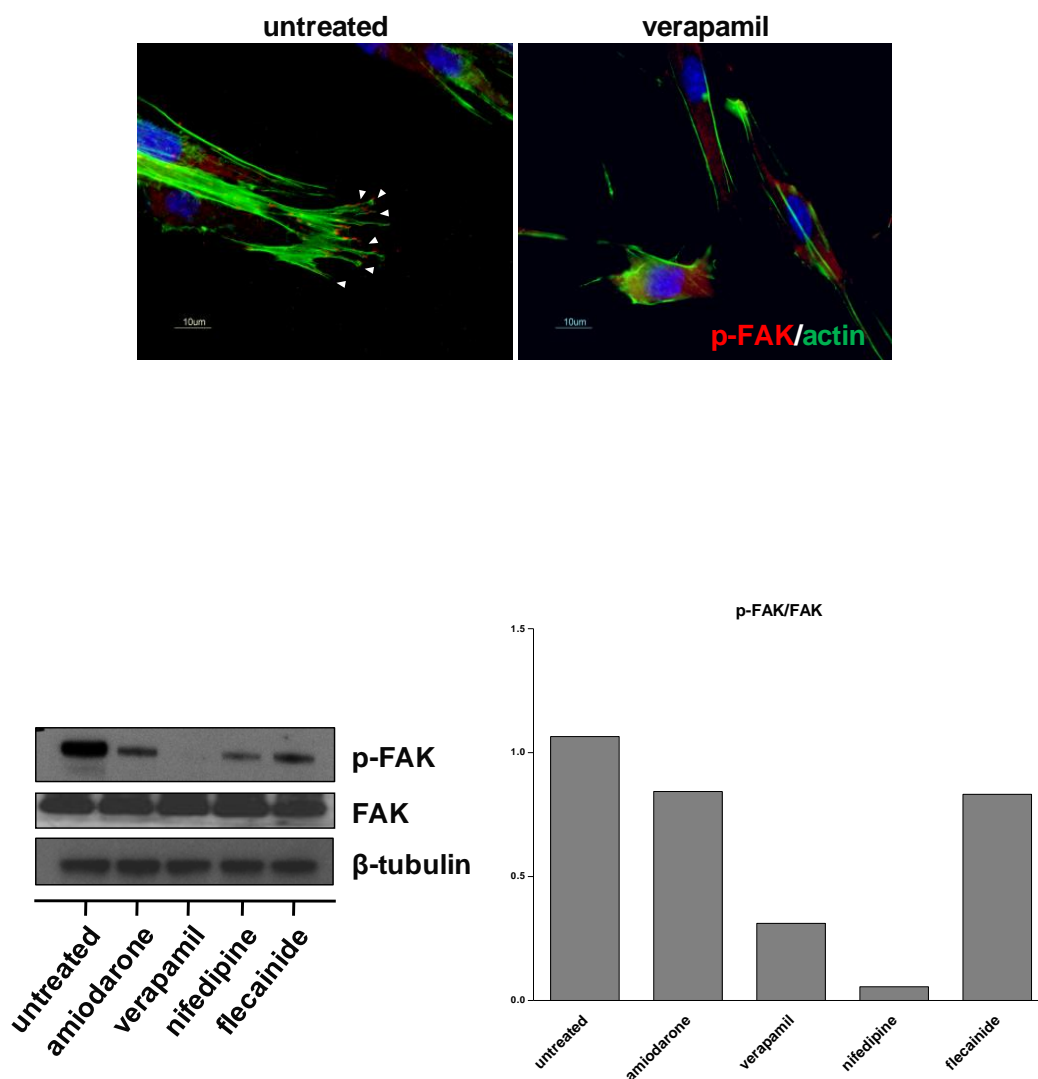 untreated
verapamil
10um
10um
p-FAK/actin
p-FAK
FAK
β-tubulin
untreated
amiodarone
verapamil
nifedipine
flecainide
p-FAK/FAK
1.5
1.0
0.5
0.0
untreated
amiodarone
verapamil
nifedipine
flecainide